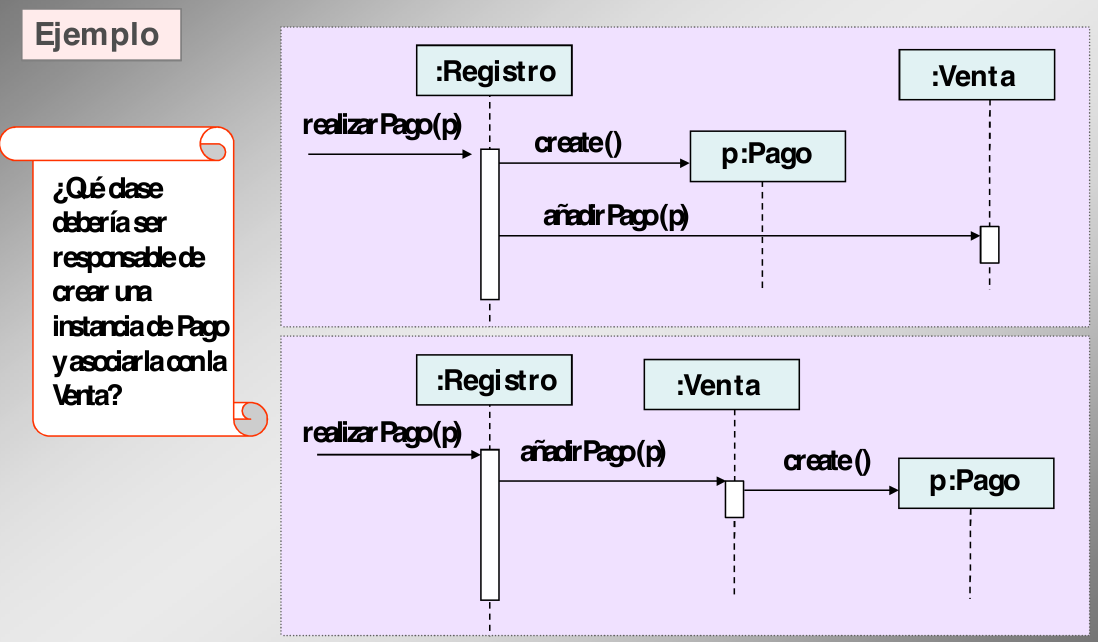 Ejemplo
¿Qué clase
debería ser
responsable de
crear una
instancia de Pago
y asociarla con la
Venta?
:Registro
:Venta
realizarPago(p)
create()
p:Pago
añadirPago(p)
:Registro
:Venta
realizarPago(p)
añadirPago(p)
create()
p:Pago